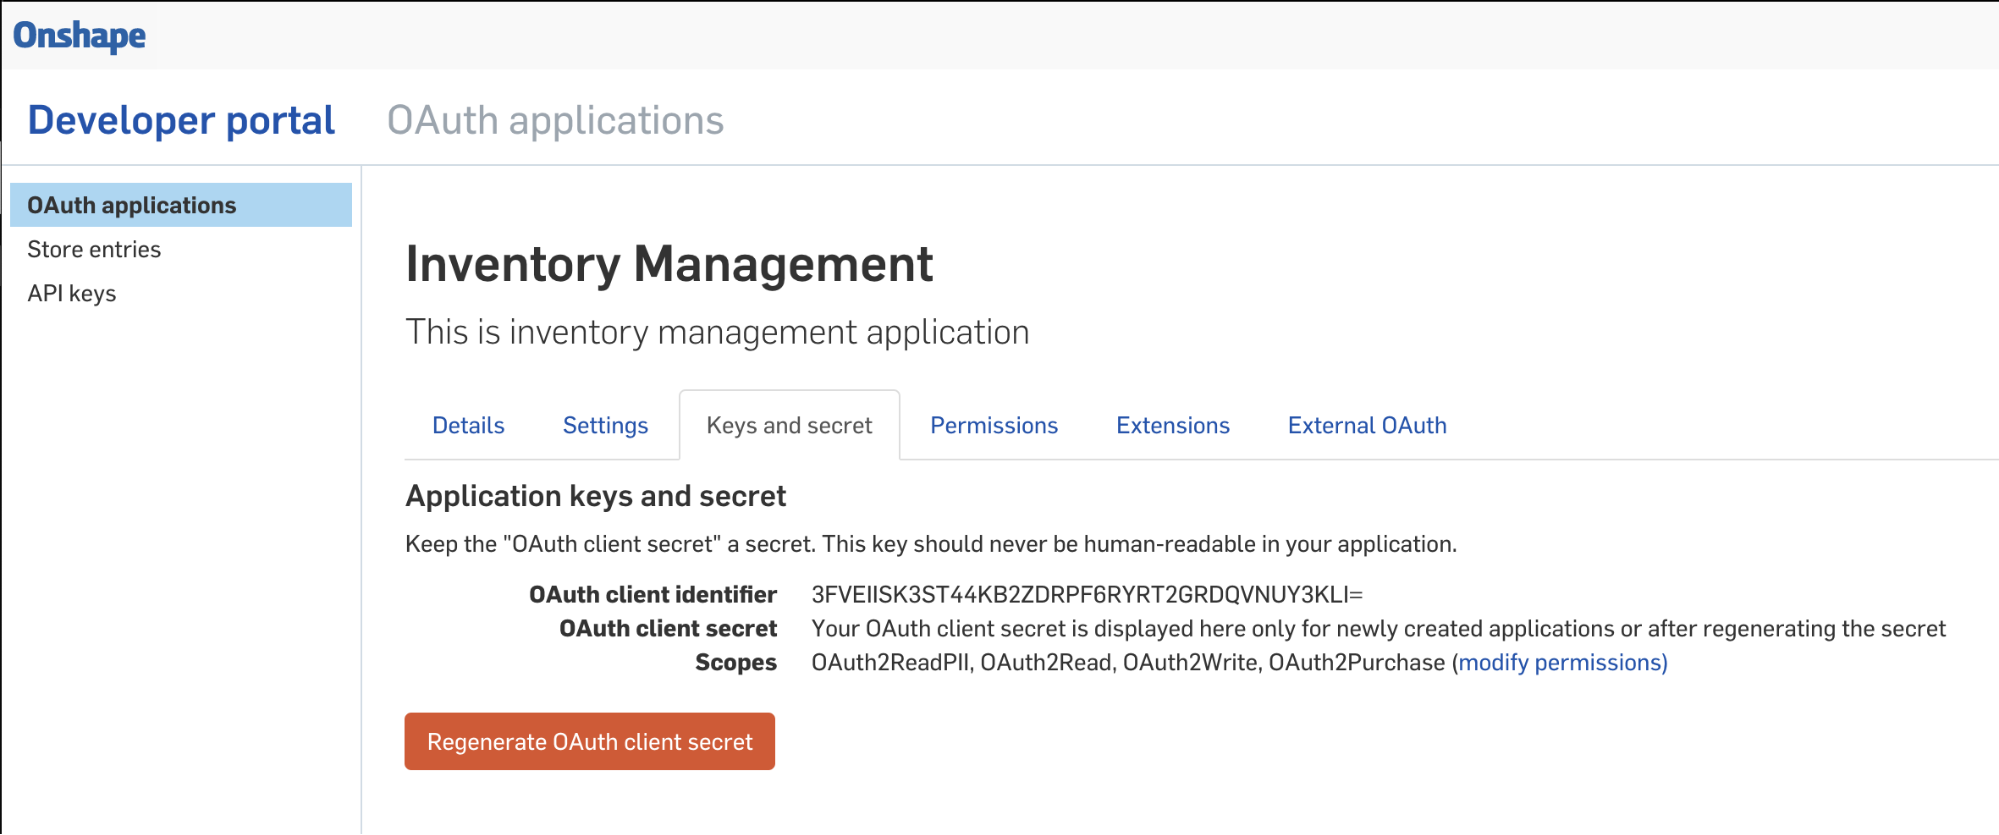 Onshape
Developer portal OAuth applications
OAuth applications
Store entries
API keys
Inventory Management
This is inventory management application
Details Settings Keys and secret Permissions Extensions External OAuth
Application keys and secret
Keep the "OAuth client secret" a secret. This key should never be human-readable in your application.
OAuth client identifier 3FVEIISK3ST44KB2ZDRPF6RYRT2GRDQVNUY3KLI=
OAuth client secret Your OAuth client secret is displayed here only for newly created applications or after regenerating the secret
Scopes OAuth2ReadPII, OAuth2Read, OAuth2Write, OAuth2Purchase (modify permissions)
Regenerate OAuth client secret